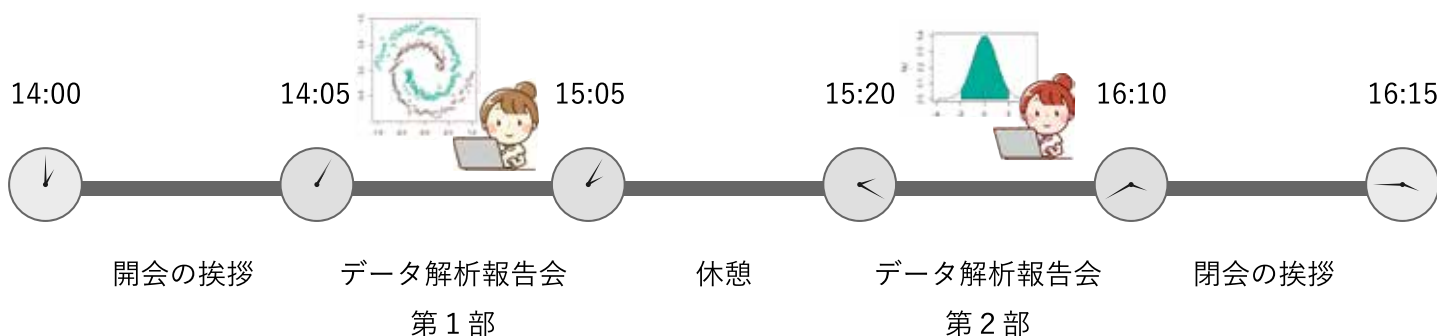 14:00
14:05
15:05
15:20
16:10
16:15
開会の挨拶
データ解析報告会
第1部
休憩
データ解析報告会
第2部
閉会の挨拶